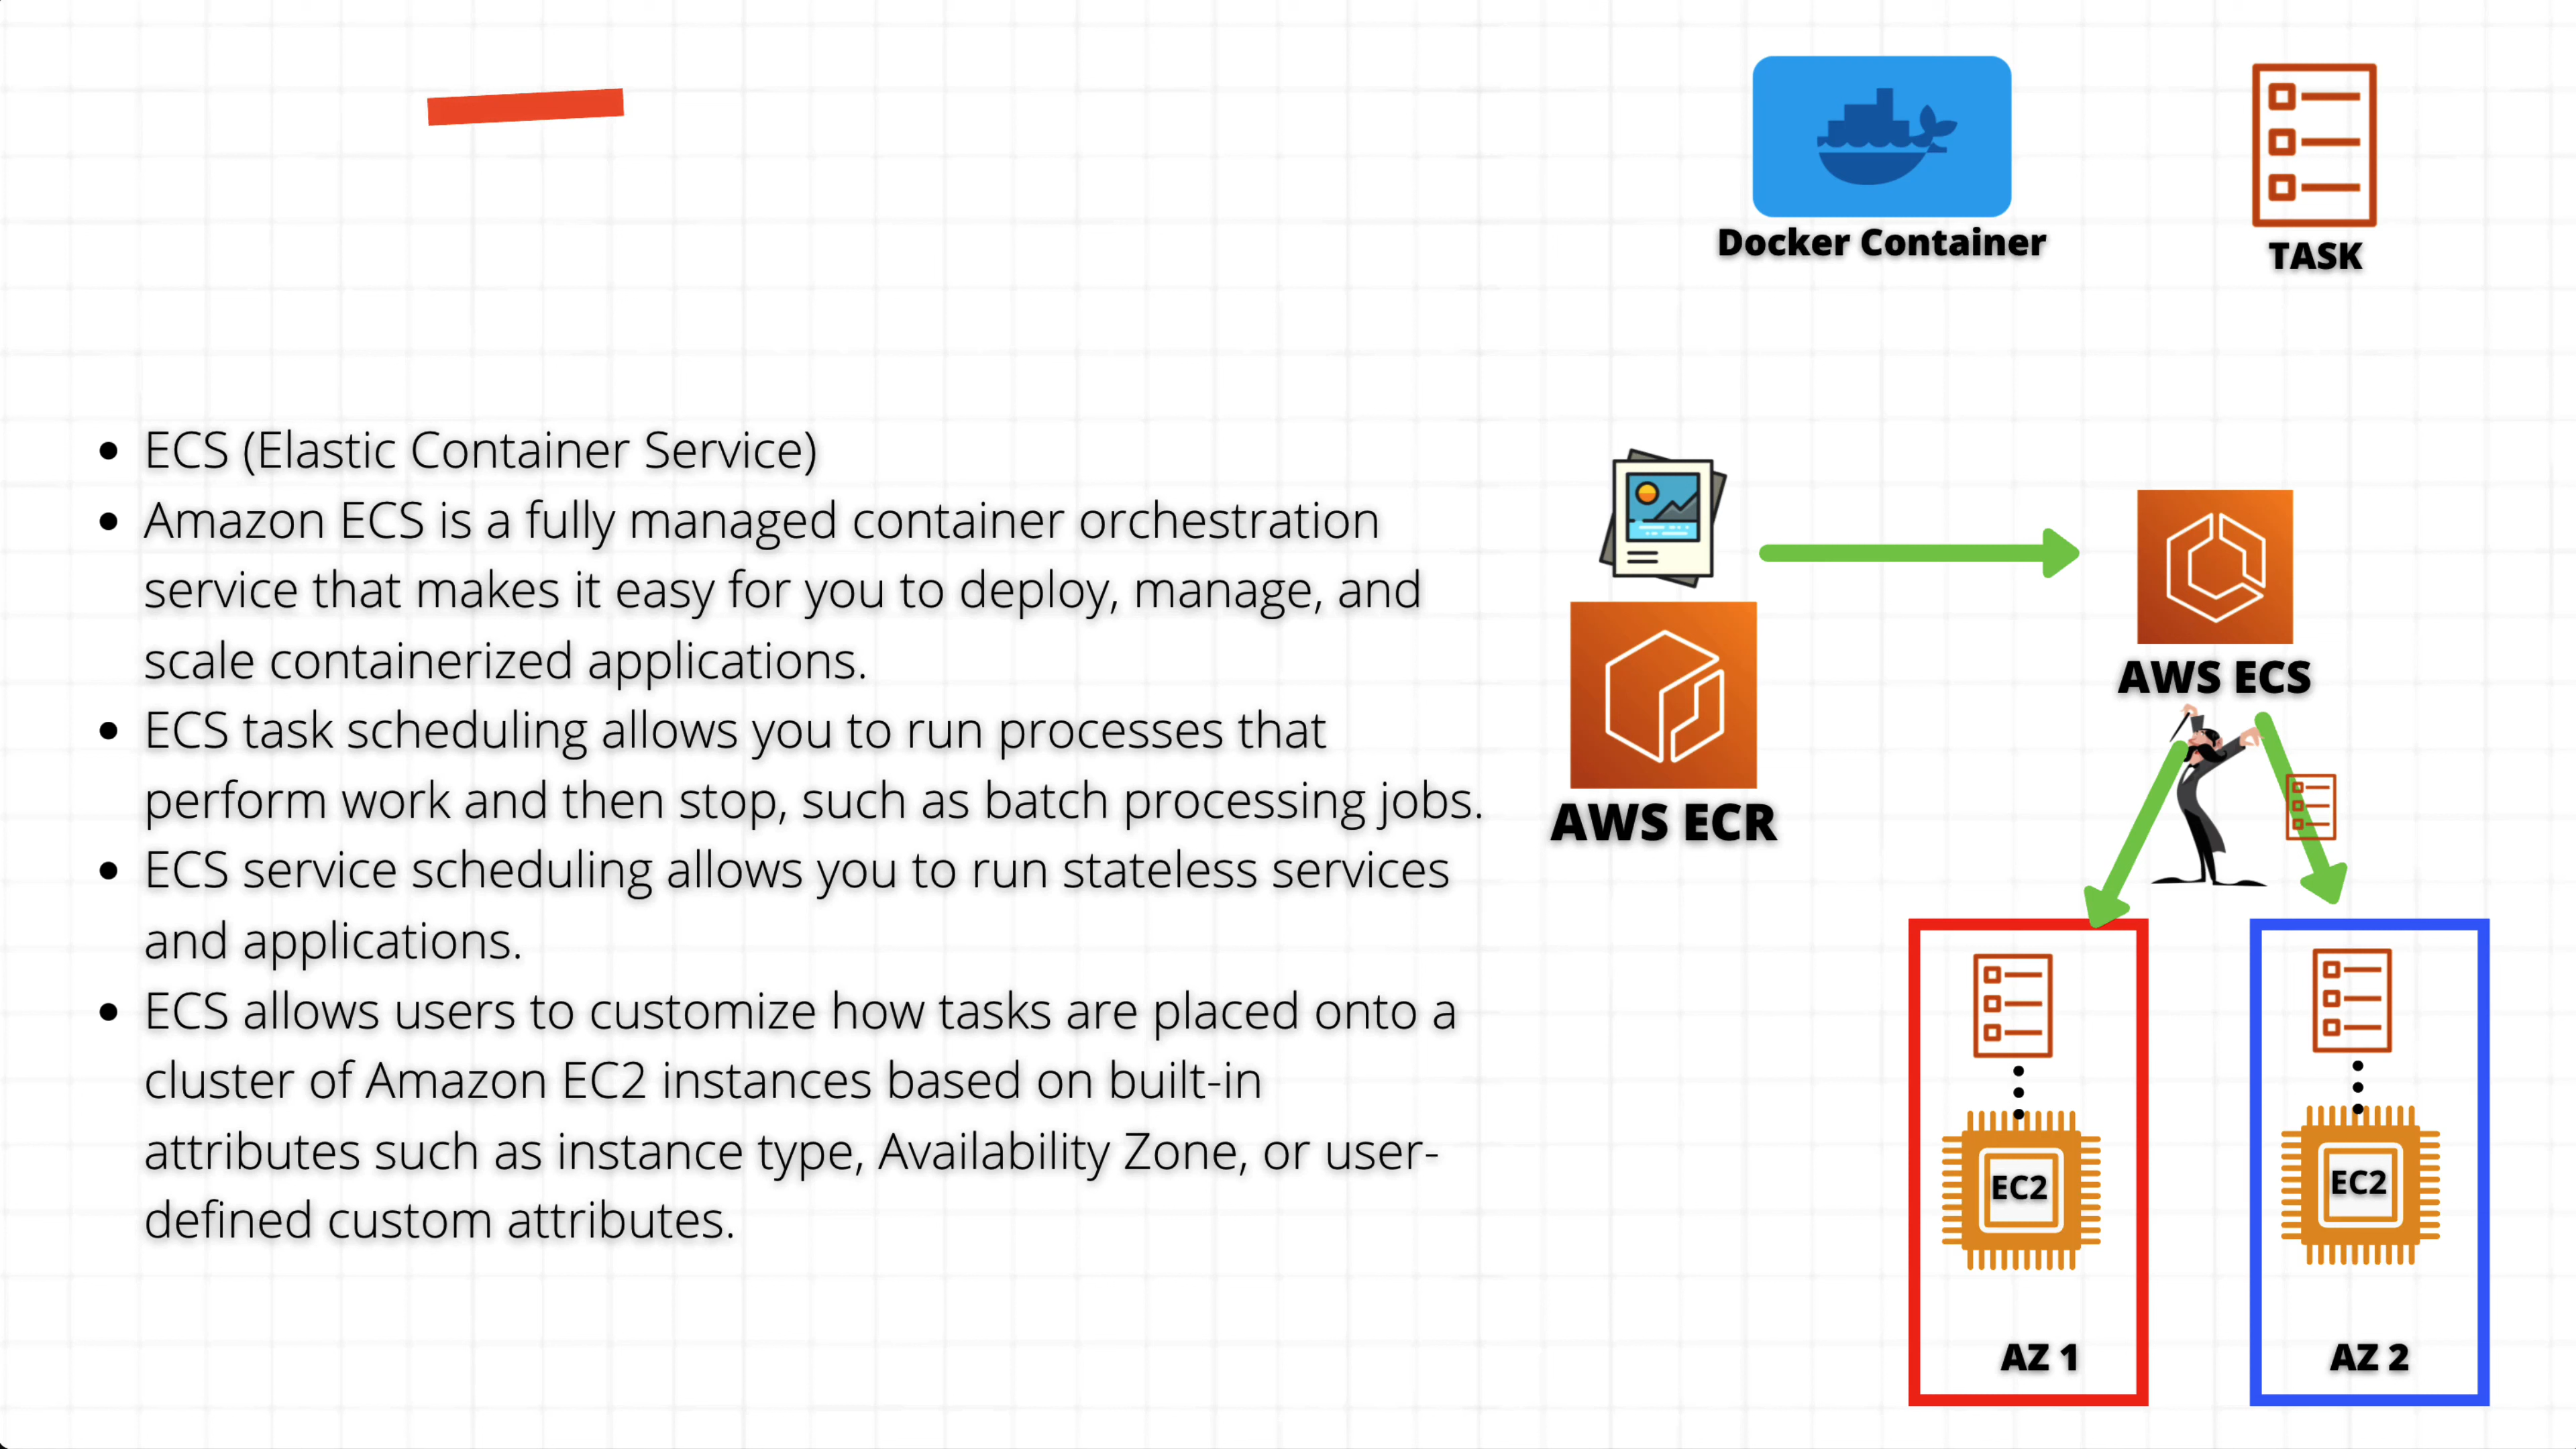 Docker Container
TASK
• ECS (Elastic Container Service)
• Amazon ECS is a fully managed container orchestration
service that makes it easy for you to deploy, manage, and
scale containerized applications.
• ECS task scheduling allows you to run processes that
perform work and then stop, such as batch processing jobs.
• ECS service scheduling allows you to run stateless services
and applications.
• ECS allows users to customize how tasks are placed onto a
cluster of Amazon EC2 instances based on built-in
attributes such as instance type, Availability Zone, or user-
defined custom attributes.
AWS ECR
AWS ECS
EC2
AZ 1
EC2
AZ 2